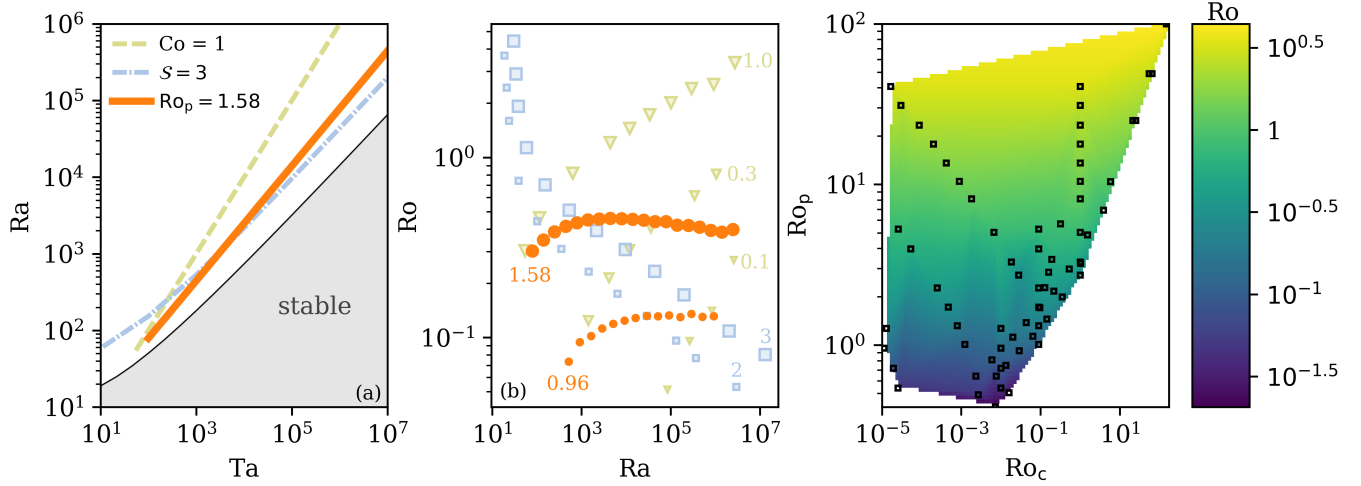 10^6
10^5
10^4
10^3
10^2
10^1
Ra
Co = 1
𝒮 = 3
Ro_p = 1.58
stable
(a)
10^1
10^3
10^5
10^7
Ta
Ro
10^0
10^-1
1.0
0.3
0.1
1.58
0.96
3
2
(b)
10^1
10^3
10^5
10^7
Ra
Ro_p
10^2
10^1
10^0
10^-5
10^-3
10^-1
10^1
Ro_c
Ro
10^0.5
1
10^-0.5
10^-1
10^-1.5